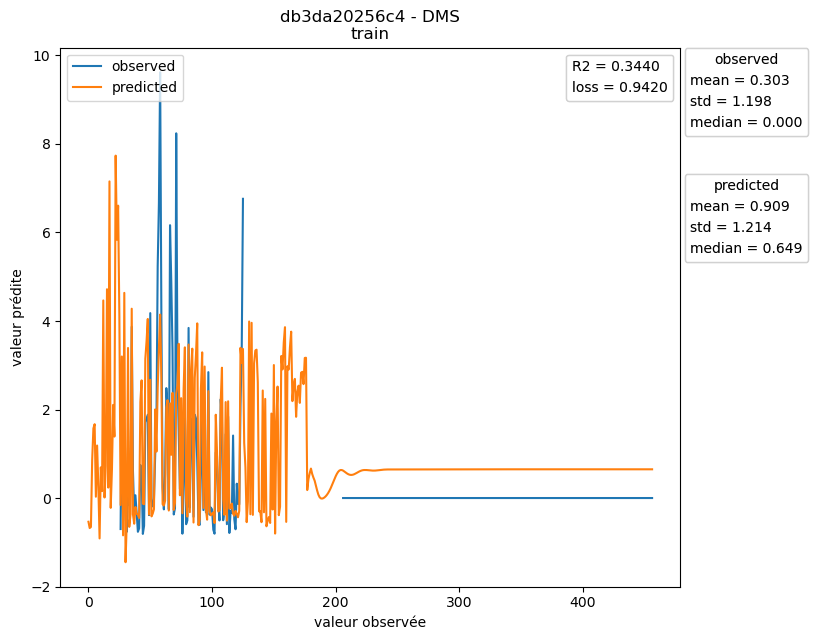 db3da20256c4 - DMS
train
observed
predicted
R2 = 0.3440
loss = 0.9420
observed
mean = 0.303
std = 1.198
median = 0.000
predicted
mean = 0.909
std = 1.214
median = 0.649
valeur prédite
10
8
6
4
2
0
−2
0
100
200
300
400
valeur observée